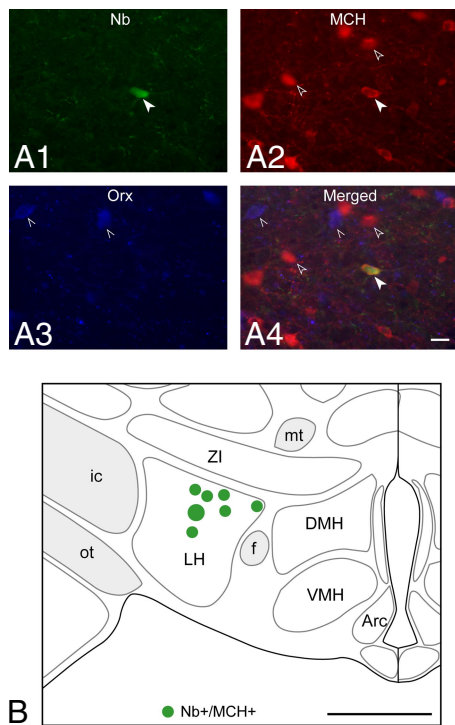 Nb
MCH
A1
A2
Orx
Merged
A3
A4
mt
ZI
ic
DMH
ot
f
LH
VMH
Arc
B
Nb+/MCH+